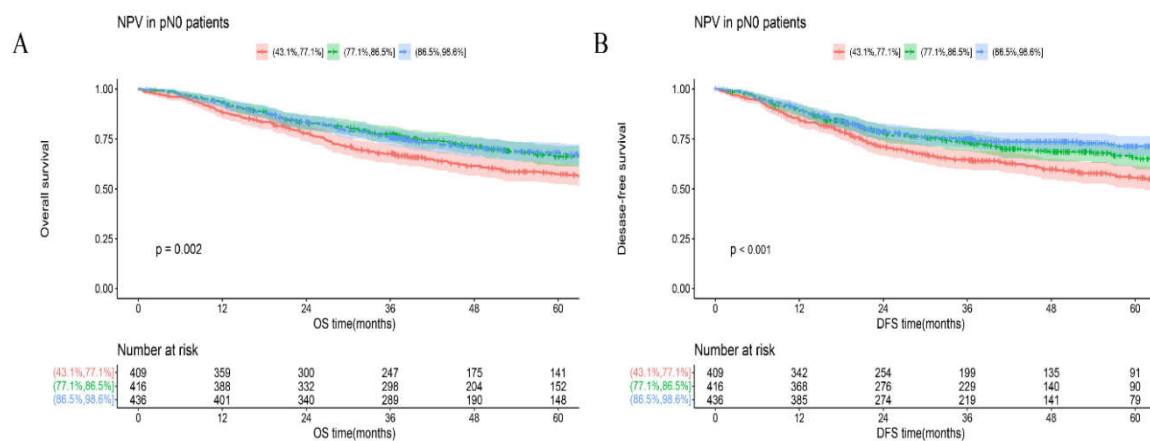 A
NPV in pN0 patients
(43.1%,77.1%] (77.1%,86.5%] (86.5%,98.6%]
Overall survival
1.00
0.75
0.50
0.25
0.00
p = 0.002
0 12 24 36 48 60
OS time(months)
Number at risk
(43.1%,77.1%] 409 359 300 247 175 141
(77.1%,86.5%] 416 388 332 298 204 152
(86.5%,98.6%] 436 401 340 289 190 148
0 12 24 36 48 60
OS time(months)
B
NPV in pN0 patients
(43.1%,77.1%] (77.1%,86.5%] (86.5%,98.6%]
Diesase-free survival
1.00
0.75
0.50
0.25
0.00
p < 0.001
0 12 24 36 48 60
DFS time(months)
Number at risk
(43.1%,77.1%] 409 342 254 199 135 91
(77.1%,86.5%] 416 368 276 229 140 90
(86.5%,98.6%] 436 385 274 219 141 79
0 12 24 36 48 60
DFS time(months)